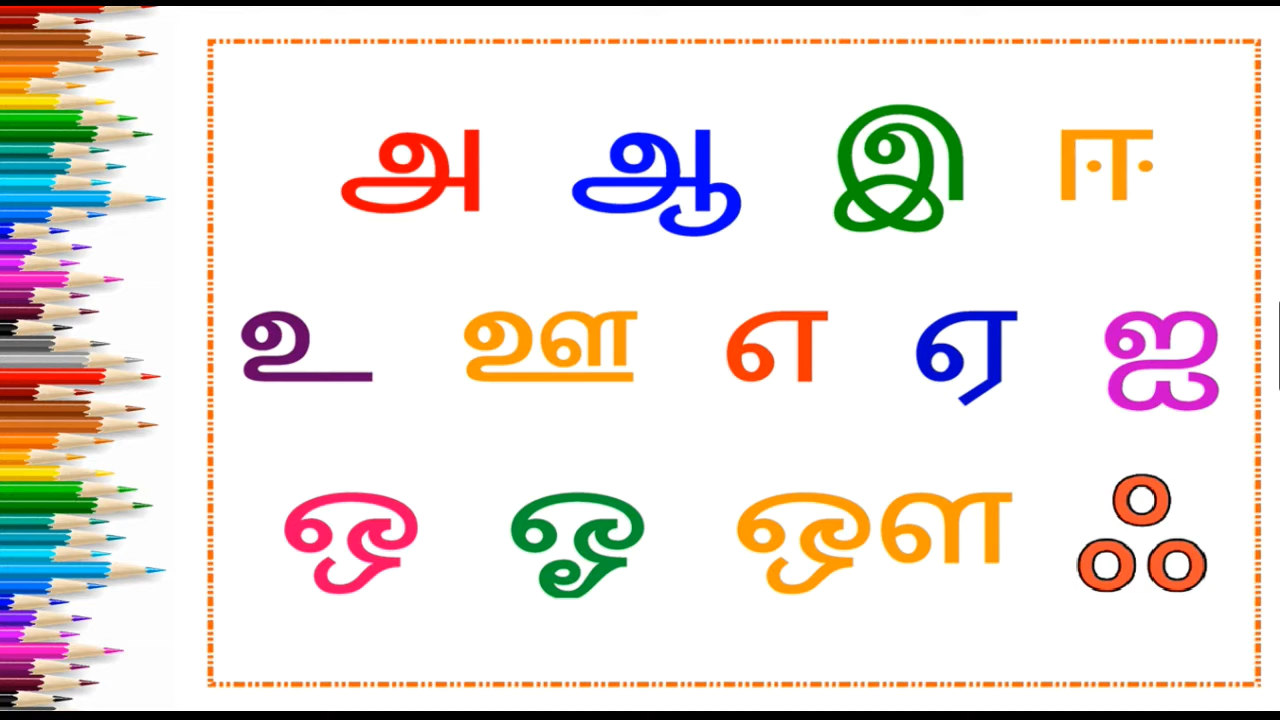 அ ஆ இ ஈ
உ ஊ எ ஏ ஐ
ஒ ஓ ஔ ஃ